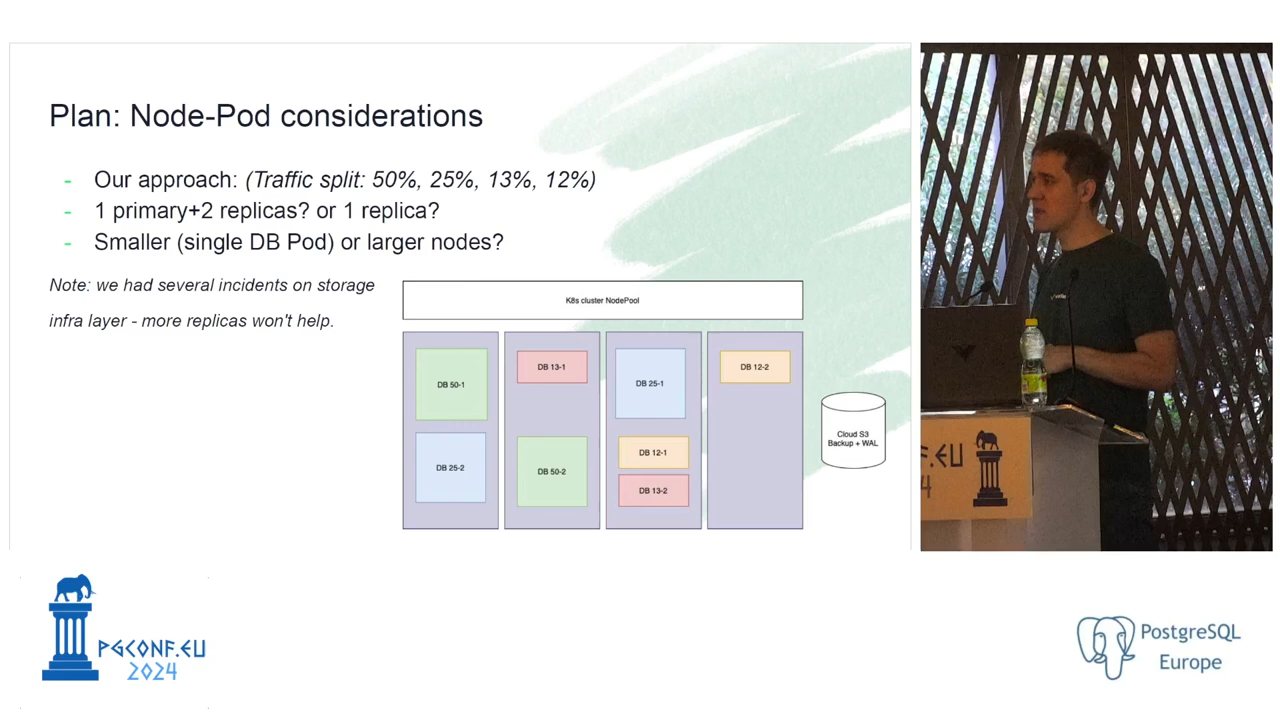 Plan: Node-Pod considerations
- Our approach: (Traffic split: 50%, 25%, 13%, 12%)
- 1 primary+2 replicas? or 1 replica?
- Smaller (single DB Pod) or larger nodes?
Note: we had several incidents on storage
infra layer - more replicas won't help.
K8s cluster NodePool
DB 50-1
DB 25-2
DB 13-1
DB 50-2
DB 25-1
DB 12-1
DB 13-2
DB 12-2
Cloud S3
Backup + WAL
F.EU
4
PGCONF.EU
2024
PostgreSQL
Europe